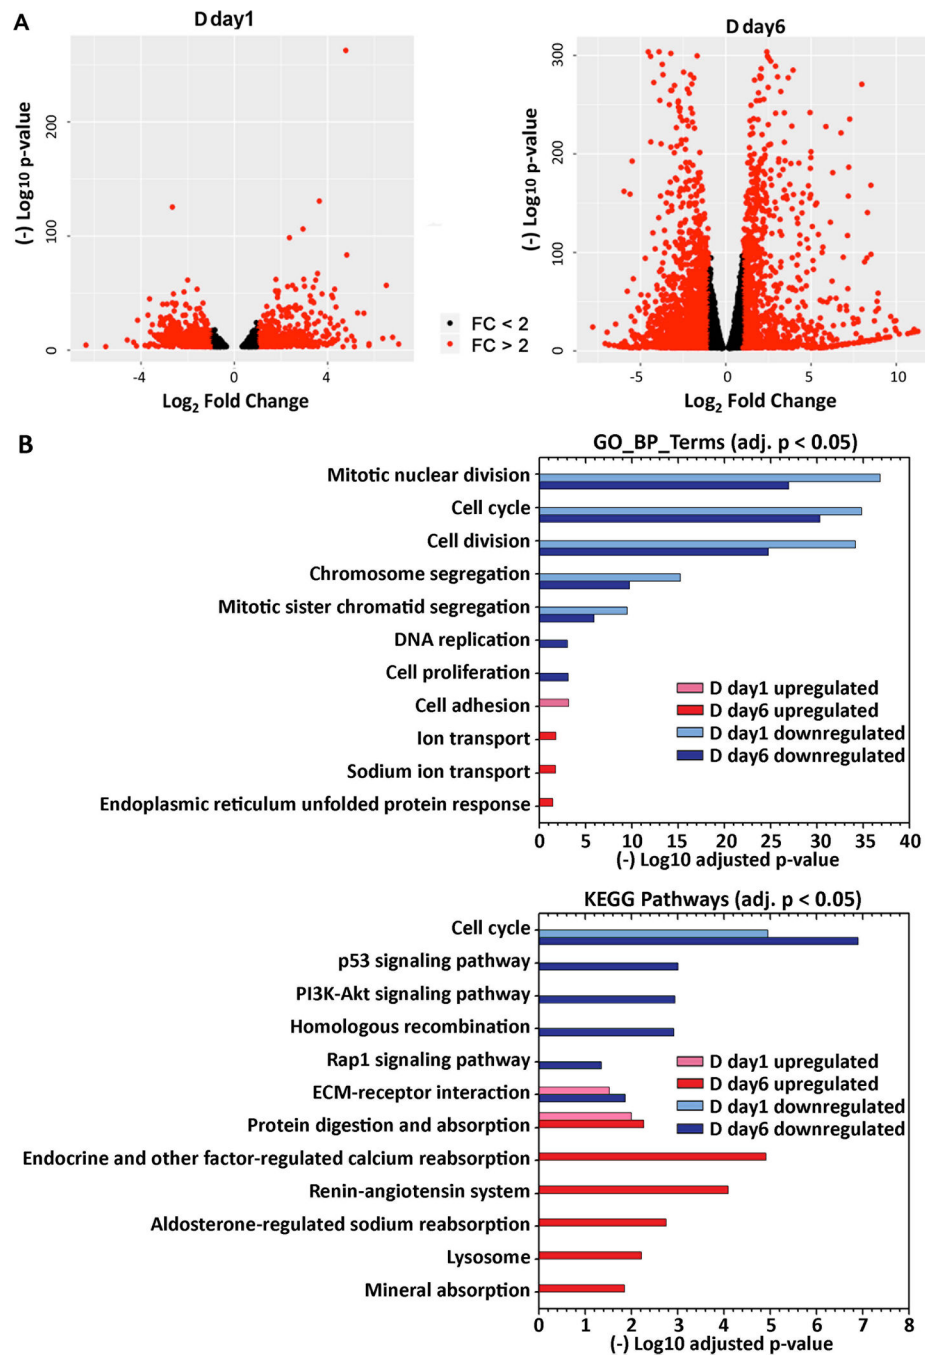 A
D day1
D day6
(-) Log10 p-value
200
100
0
-4
0
4
Log2 Fold Change
FC < 2
FC > 2
(-) Log10 p-value
300
200
100
0
-5
0
5
10
Log2 Fold Change
B
GO_BP_Terms (adj. p < 0.05)
Mitotic nuclear division
Cell cycle
Cell division
Chromosome segregation
Mitotic sister chromatid segregation
DNA replication
Cell proliferation
Cell adhesion
Ion transport
Sodium ion transport
Endoplasmic reticulum unfolded protein response
D day1 upregulated
D day6 upregulated
D day1 downregulated
D day6 downregulated
0 5 10 15 20 25 30 35 40
(-) Log10 adjusted p-value
KEGG Pathways (adj. p < 0.05)
Cell cycle
p53 signaling pathway
PI3K-Akt signaling pathway
Homologous recombination
Rap1 signaling pathway
ECM-receptor interaction
Protein digestion and absorption
Endocrine and other factor-regulated calcium reabsorption
Renin-angiotensin system
Aldosterone-regulated sodium reabsorption
Lysosome
Mineral absorption
D day1 upregulated
D day6 upregulated
D day1 downregulated
D day6 downregulated
0 1 2 3 4 5 6 7 8
(-) Log10 adjusted p-value